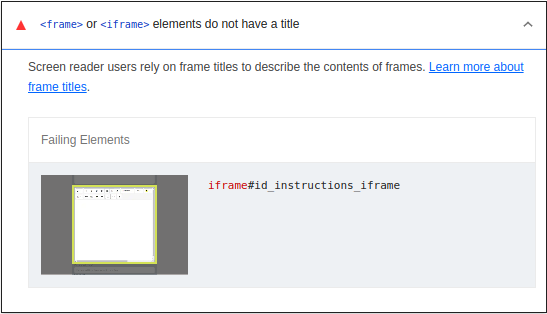 <frame> or <iframe> elements do not have a title
Screen reader users rely on frame titles to describe the contents of frames. Learn more about
frame titles.
Failing Elements
iframe#id_instructions_iframe